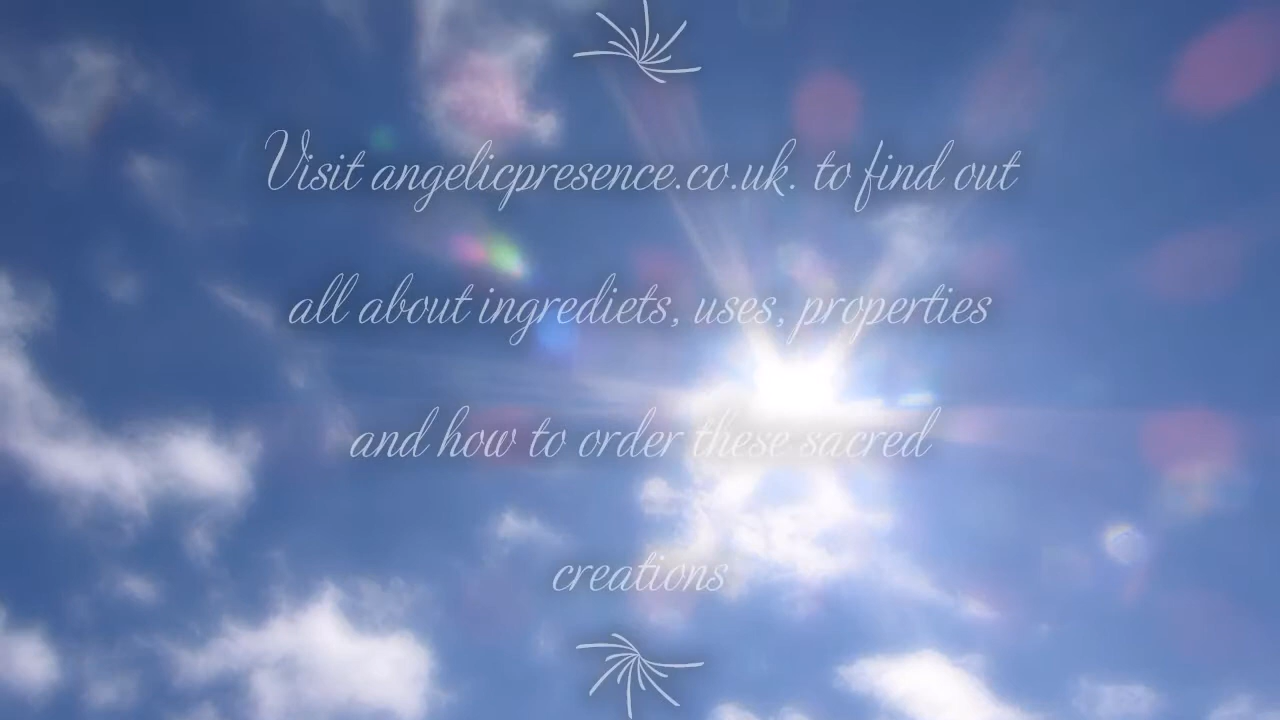 Visit angelicpresence.co.uk. to find out
all about ingrediets, uses, properties
and how to order these sacred
creations